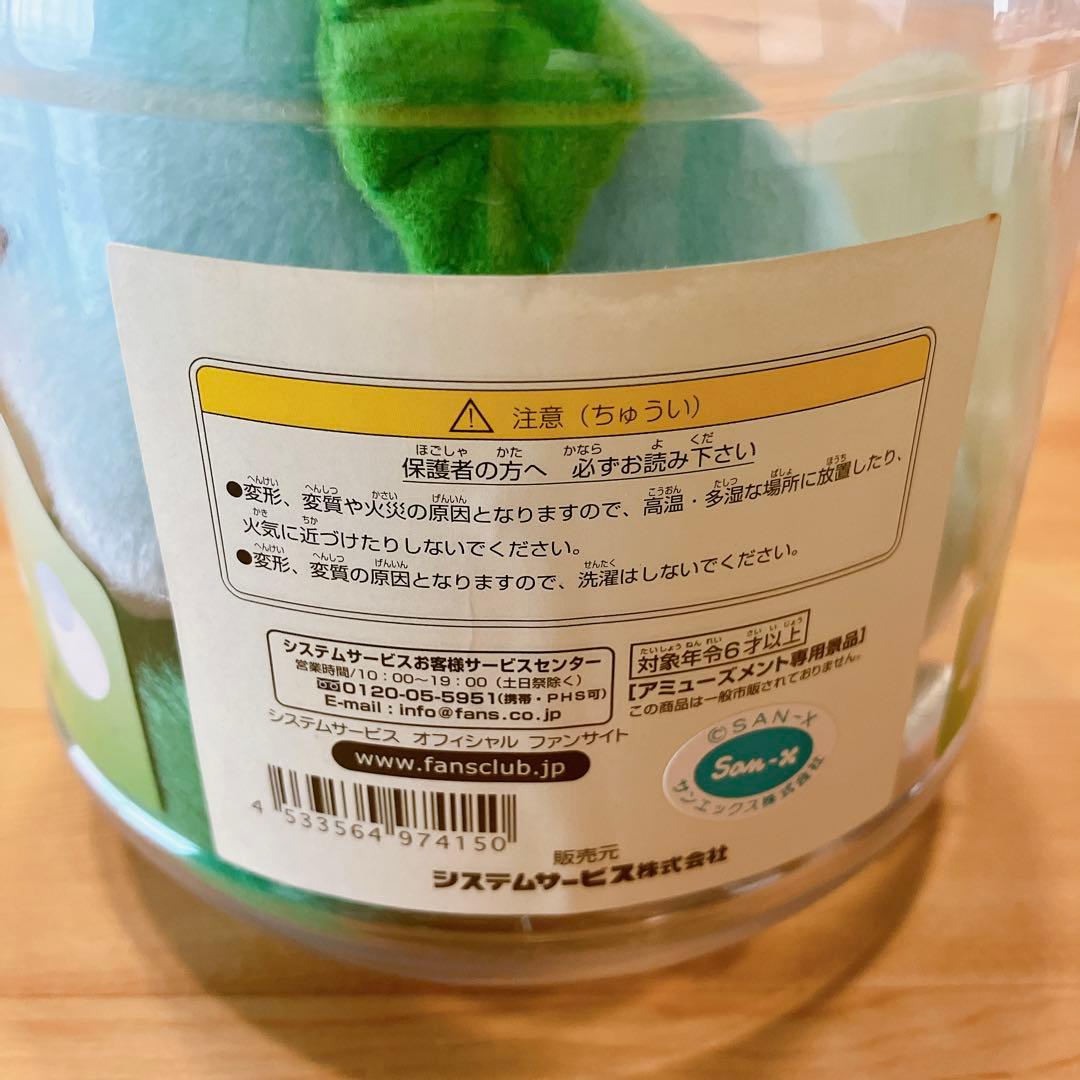 注意（ちゅうい）
保護者の方へ 必ずお読み下さい
●変形、変質や火災の原因となりますので、高温・多湿な場所に放置したり、
火気に近づけたりしないでください。
●変形、変質の原因となりますので、洗濯はしないでください。
システムサービスお客様サービスセンター
営業時間/10：00～19：00（土日祭除く）
0120-05-5951(携帯・PHS可)
E-mail：info@fans.co.jp
システムサービス オフィシャル ファンサイト
www.fansclub.jp
4 533564 974150
対象年令6才以上
[アミューズメント専用景品]
この商品は一般市販されておりません。
©SAN-X
San-X
サンエックス株式会社
販売元
システムサービス株式会社